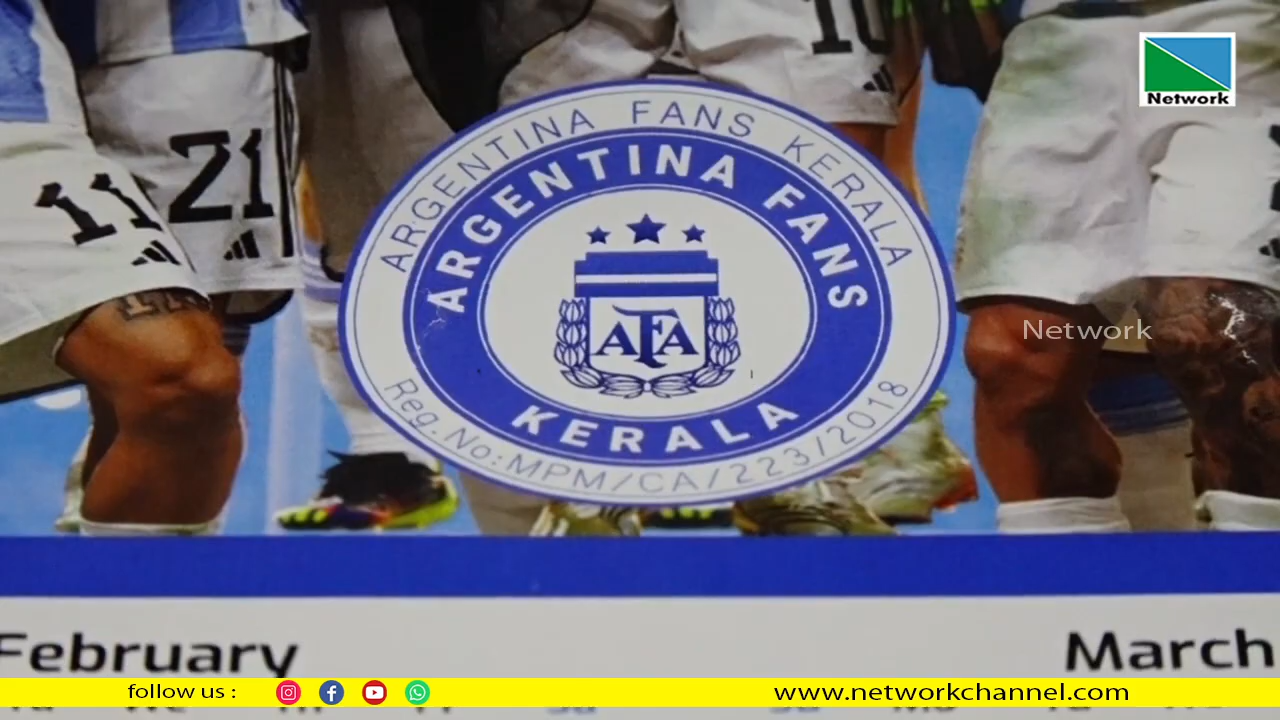 Network
10
21
11
ARGENTINA FANS KERALA
ARGENTINA FANS
AFA
KERALA
Reg.No:MPM/CA/223/2018
Network
February
March
follow us :
www.networkchannel.com